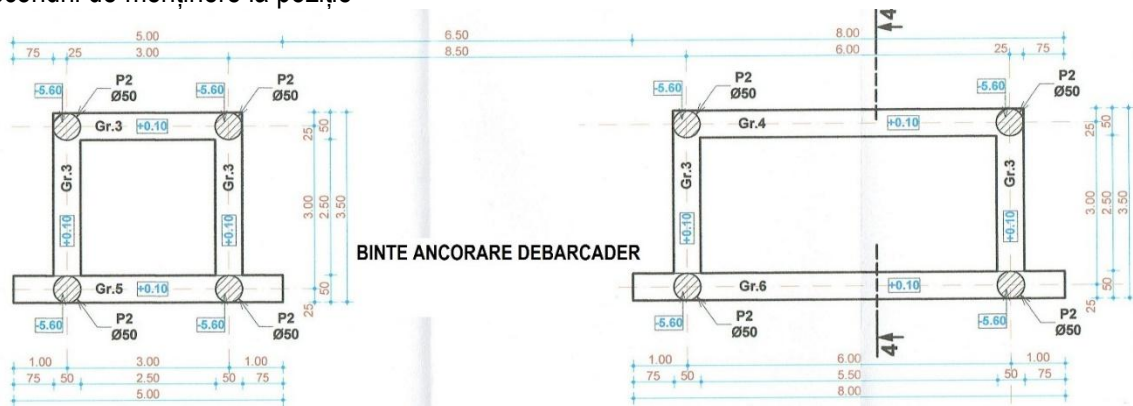 5.00 6.50 8.00
75 25 3.00 8.50 6.00 25 75
4
P2
Ø50
-5.60
P2
Ø50
-5.60
P2
Ø50
-5.60
P2
Ø50
-5.60
Gr.3 +0.10
Gr.4 +0.10
25 50
25 50
Gr.3
+0.10
Gr.3
+0.10
Gr.3
+0.10
Gr.3
+0.10
3.00 2.50 3.50
3.00 2.50 3.50
BINTE ANCORARE DEBARCADER
Gr.5 +0.10
Gr.6 +0.10
25 50
25 50
-5.60
P2
Ø50
-5.60
P2
Ø50
-5.60
P2
Ø50
-5.60
P2
Ø50
4
1.00 3.00 1.00
1.00 6.00 1.00
75 50 2.50 50 75
75 50 5.50 50 75
5.00
8.00